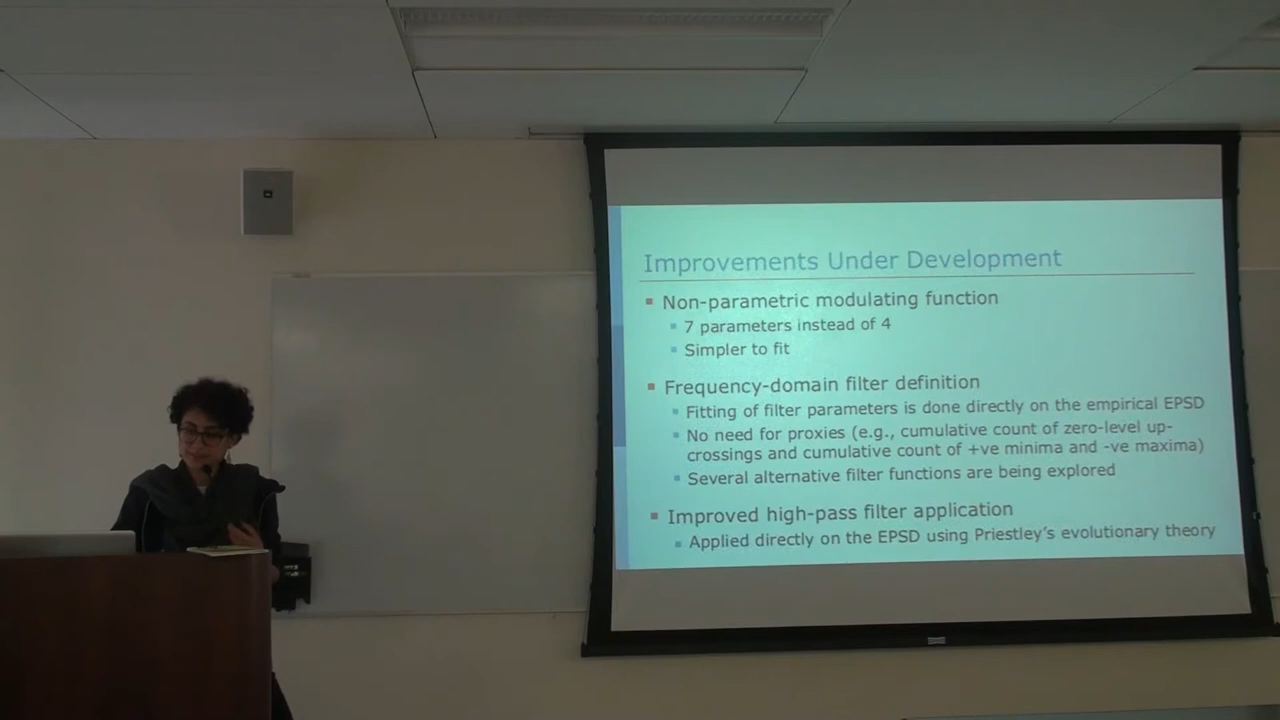 Improvements Under Development
Non-parametric modulating function
7 parameters instead of 4
Simpler to fit
Frequency-domain filter definition
Fitting of filter parameters is done directly on the empirical EPSD
No need for proxies (e.g., cumulative count of zero-level up-
crossings and cumulative count of +ve minima and -ve maxima)
Several alternative filter functions are being explored
Improved high-pass filter application
Applied directly on the EPSD using Priestley's evolutionary theory